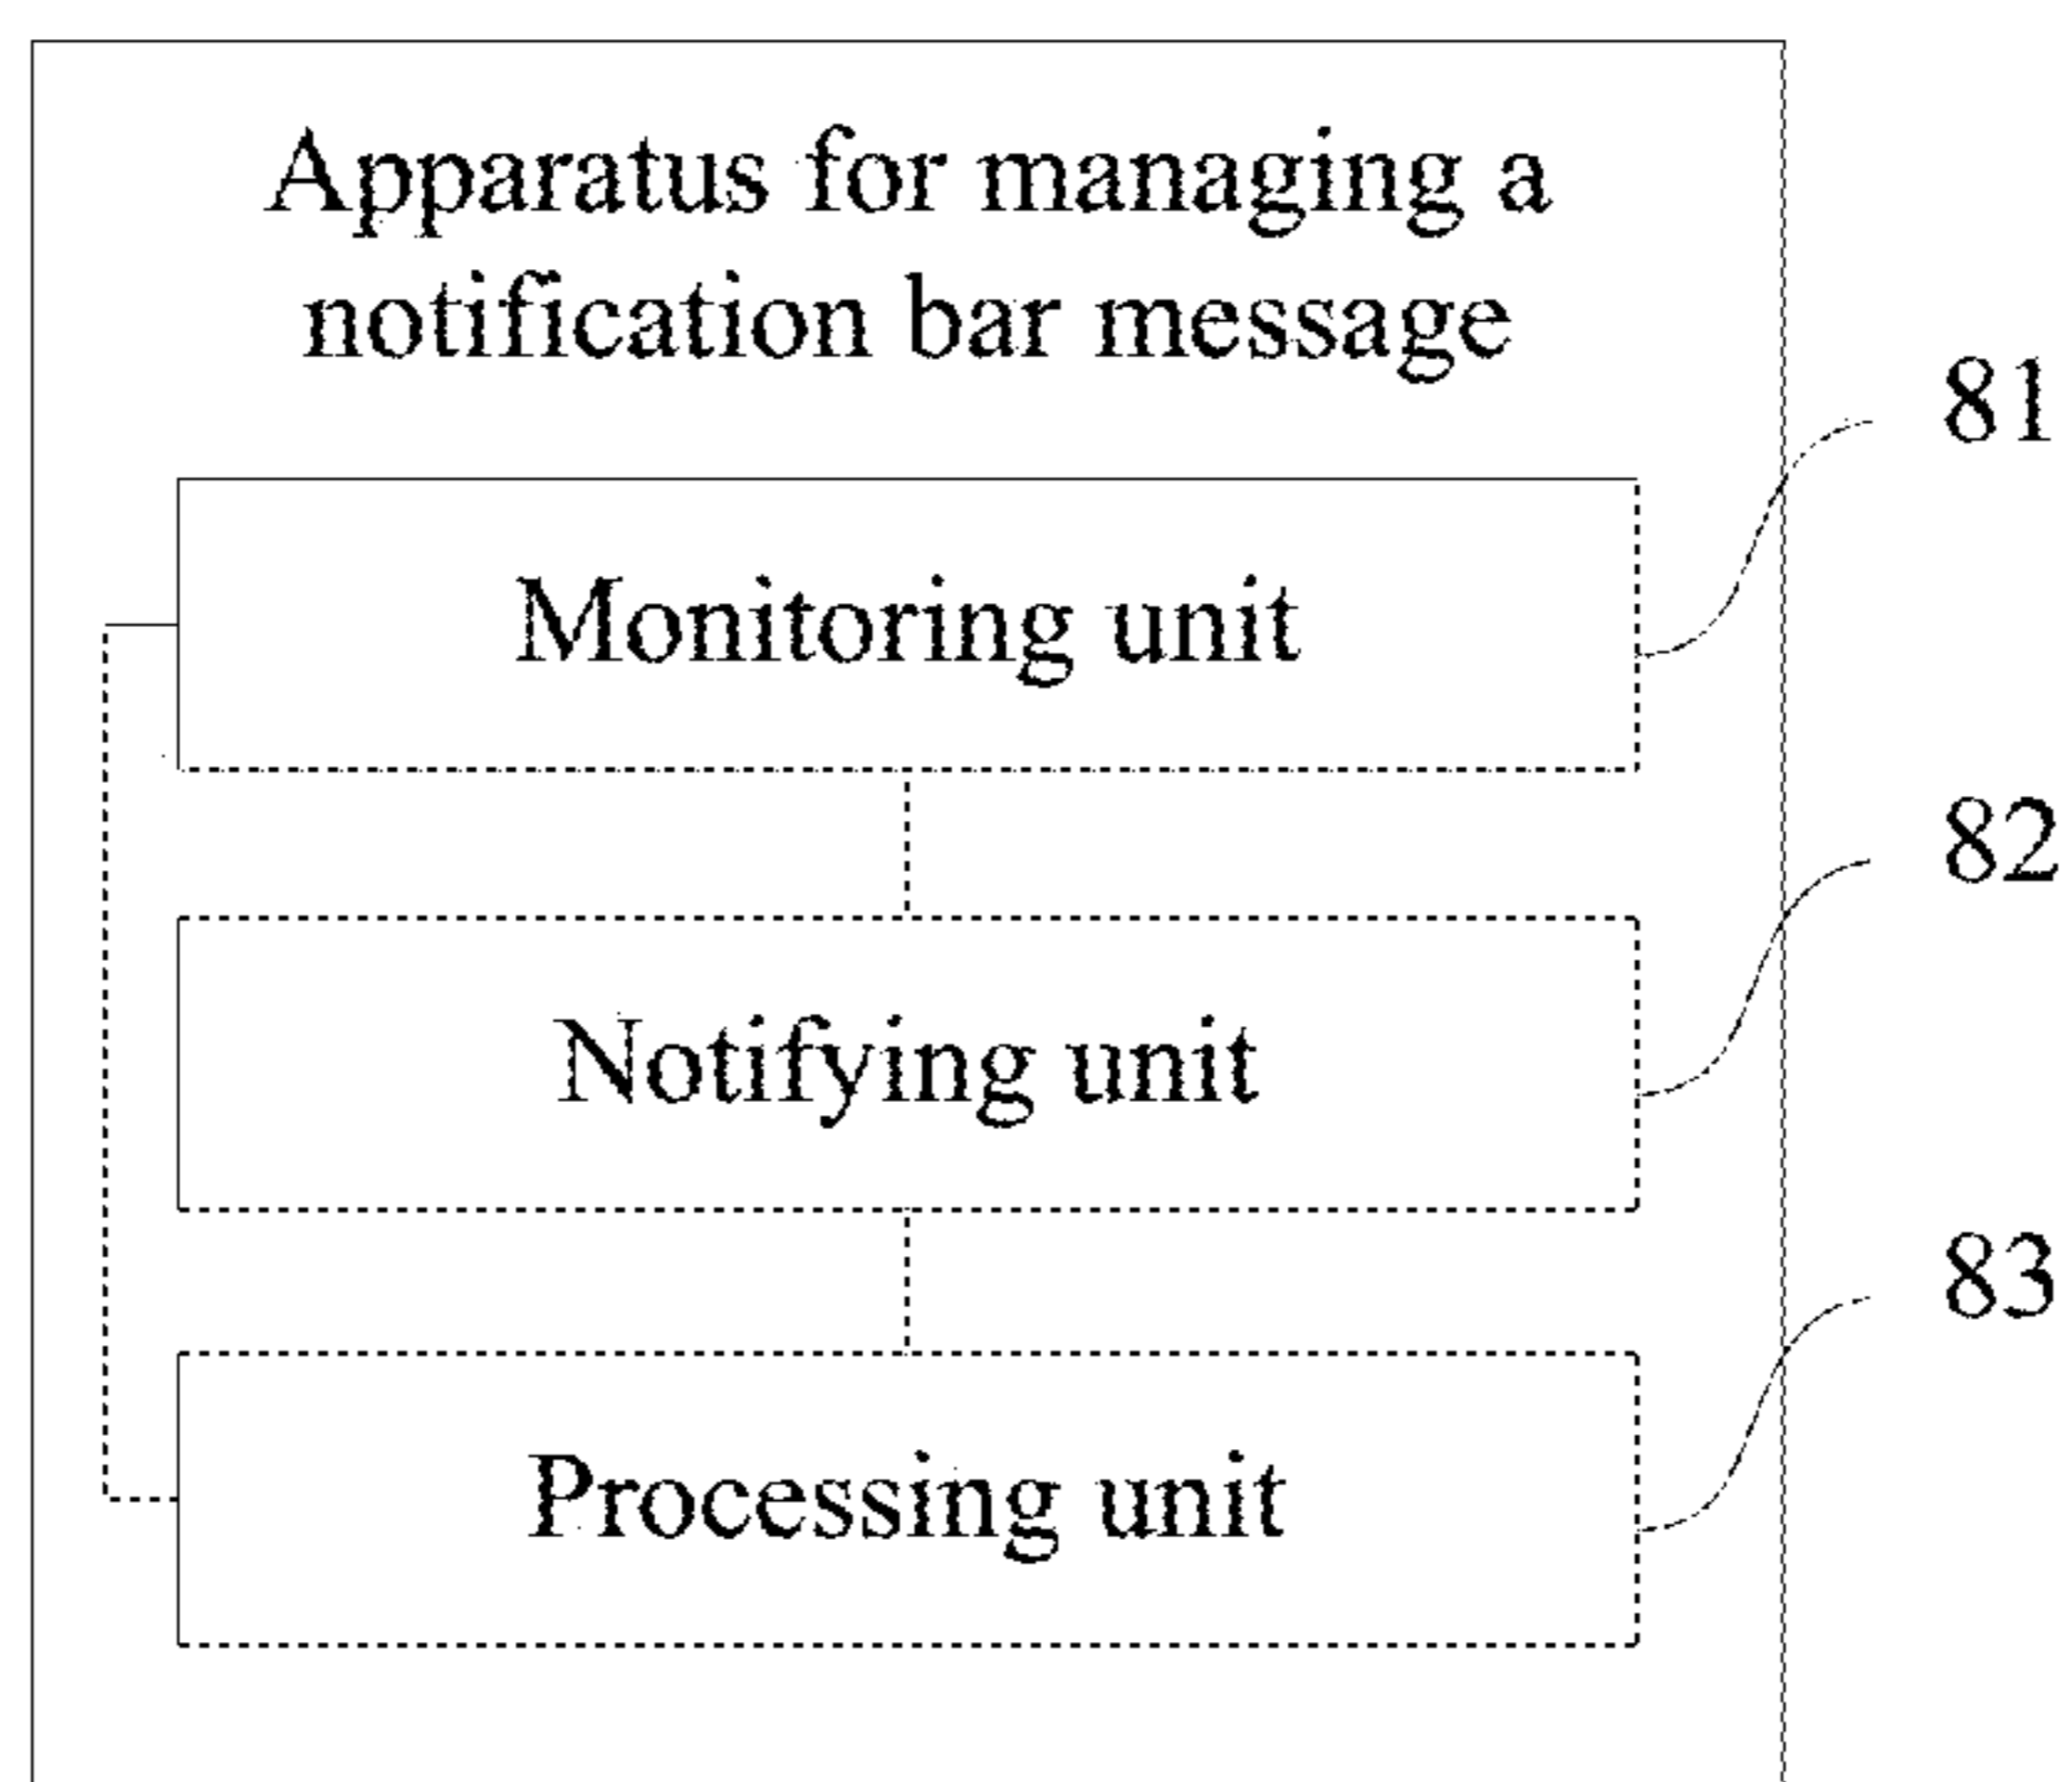 Apparatus for managing a
notification bar message
81
Monitoring unit
82
Notifying unit
83
Processing unit